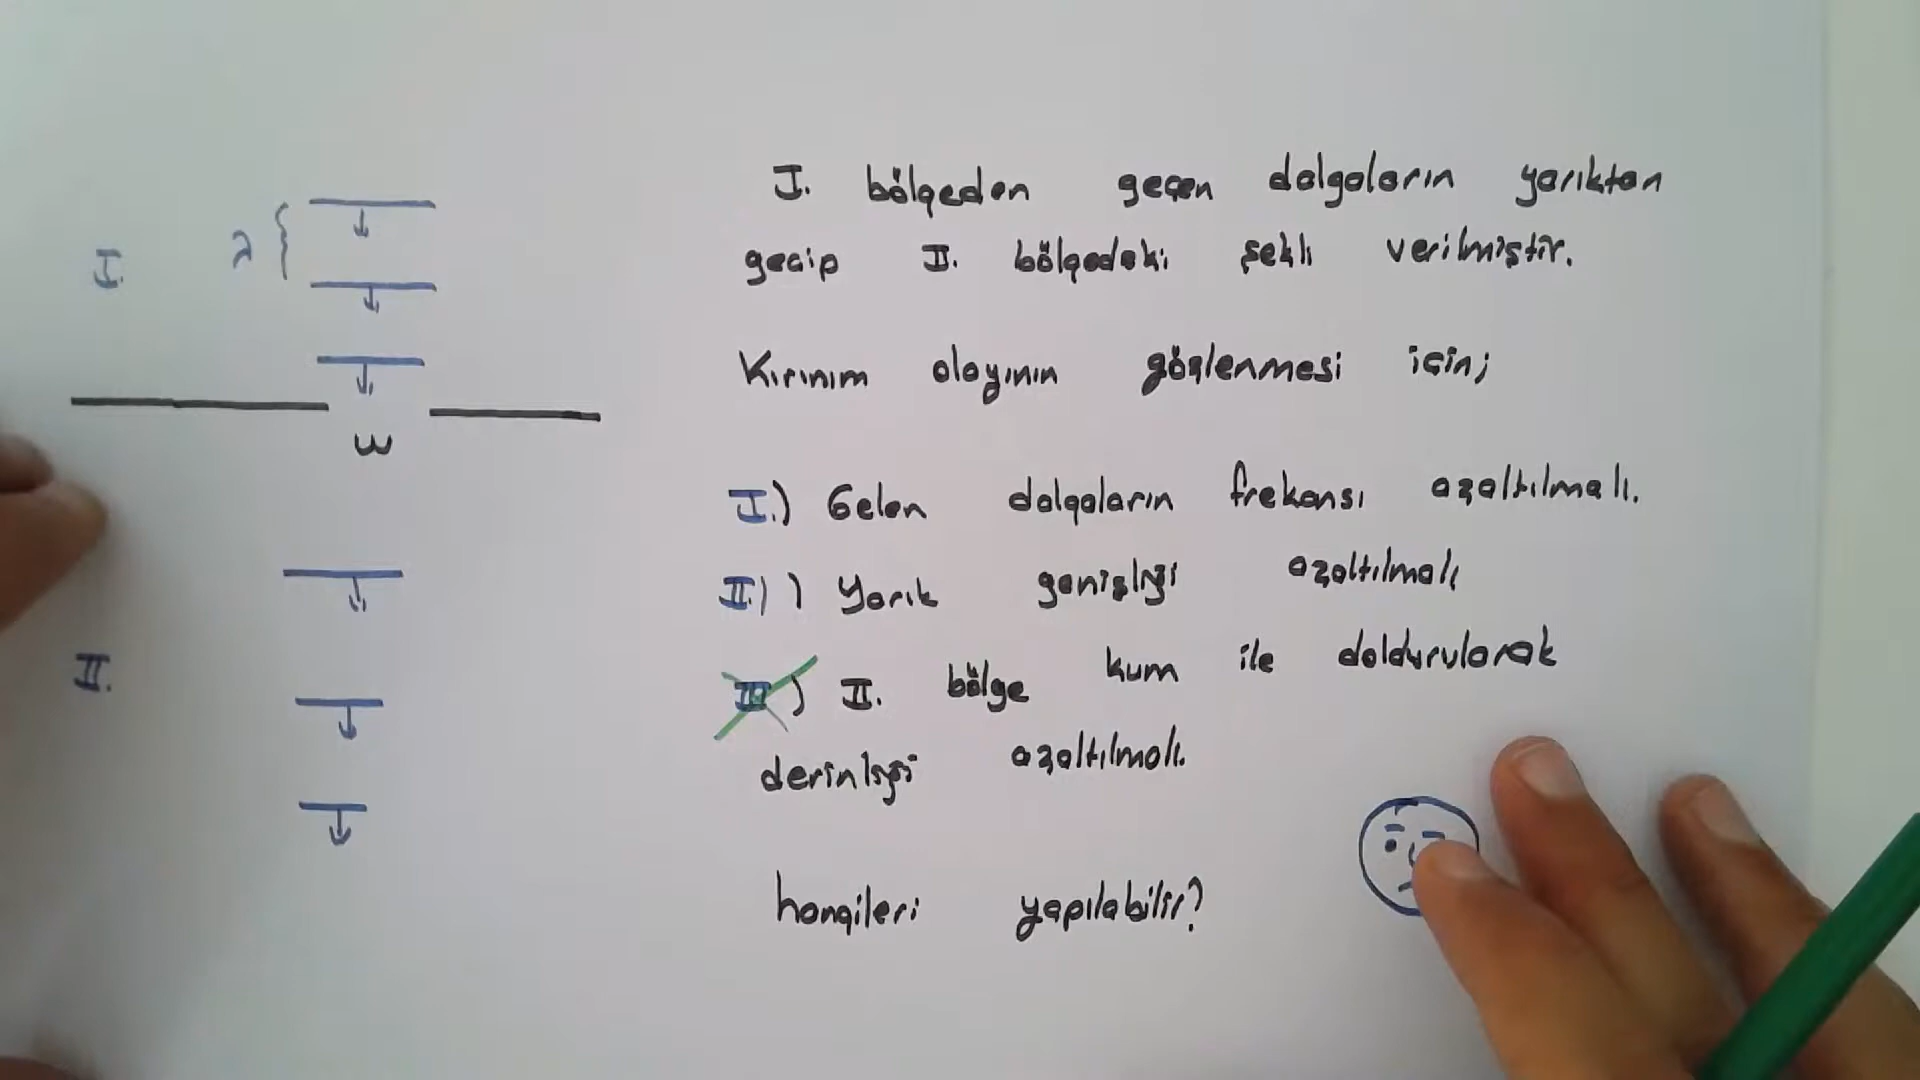 I. bölgeden geçen dalgaların yarıktan
geçip II. bölgedeki şekli verilmiştir.
Kırınım olayının gözlenmesi için;
I.) Gelen dalgaların frekansı azaltılmalı.
II.) ) Yarık genişliği azaltılmalı
III) II. bölge kum ile doldurularak
derinliği azaltılmalı.
hangileri yapılabilir?
I.
λ
w
II.